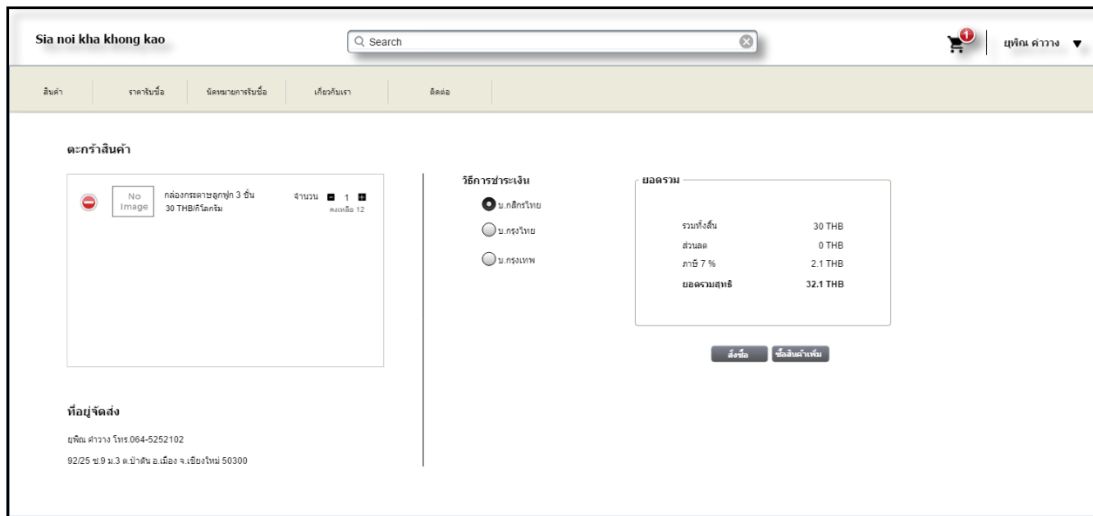 Sia noi kha khong kao
Search
1
ยุพิณ คำวาง
สินค้า
ราคารับซื้อ
นัดหมายการรับซื้อ
เกี่ยวกับเรา
ติดต่อ
ตะกร้าสินค้า
No Image
กล่องกระดาษลูกฟูก 3 ชั้น
30 THB/กิโลกรัม
จำนวน 1
คงเหลือ 12
วิธีการชำระเงิน
บ.กสิกรไทย
บ.กรุงไทย
บ.กรุงเทพ
ยอดรวม
รวมทั้งสิ้น 30 THB
ส่วนลด 0 THB
ภาษี 7 % 2.1 THB
ยอดรวมสุทธิ 32.1 THB
สั่งซื้อ
ซื้อสินค้าเพิ่ม
ที่อยู่จัดส่ง
ยุพิณ คำวาง โทร.064-5252102
92/25 ซ.9 ม.3 ต.ป่าตัน อ.เมือง จ.เชียงใหม่ 50300